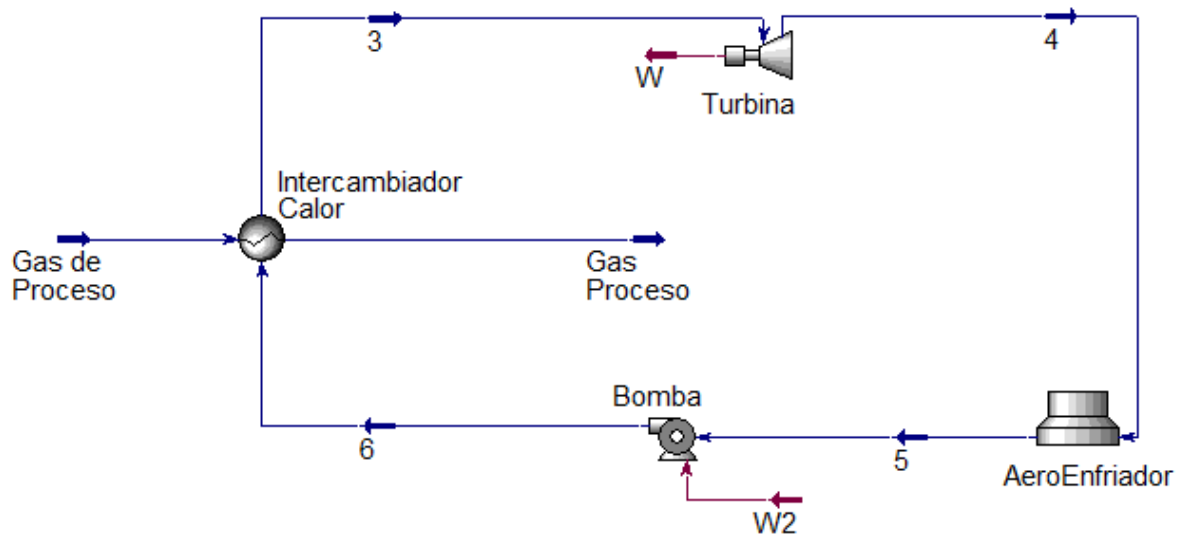 3
4
W
Turbina
Intercambiador
Calor
Gas de
Proceso
Gas
Proceso
Bomba
6
5
AeroEnfriador
W2